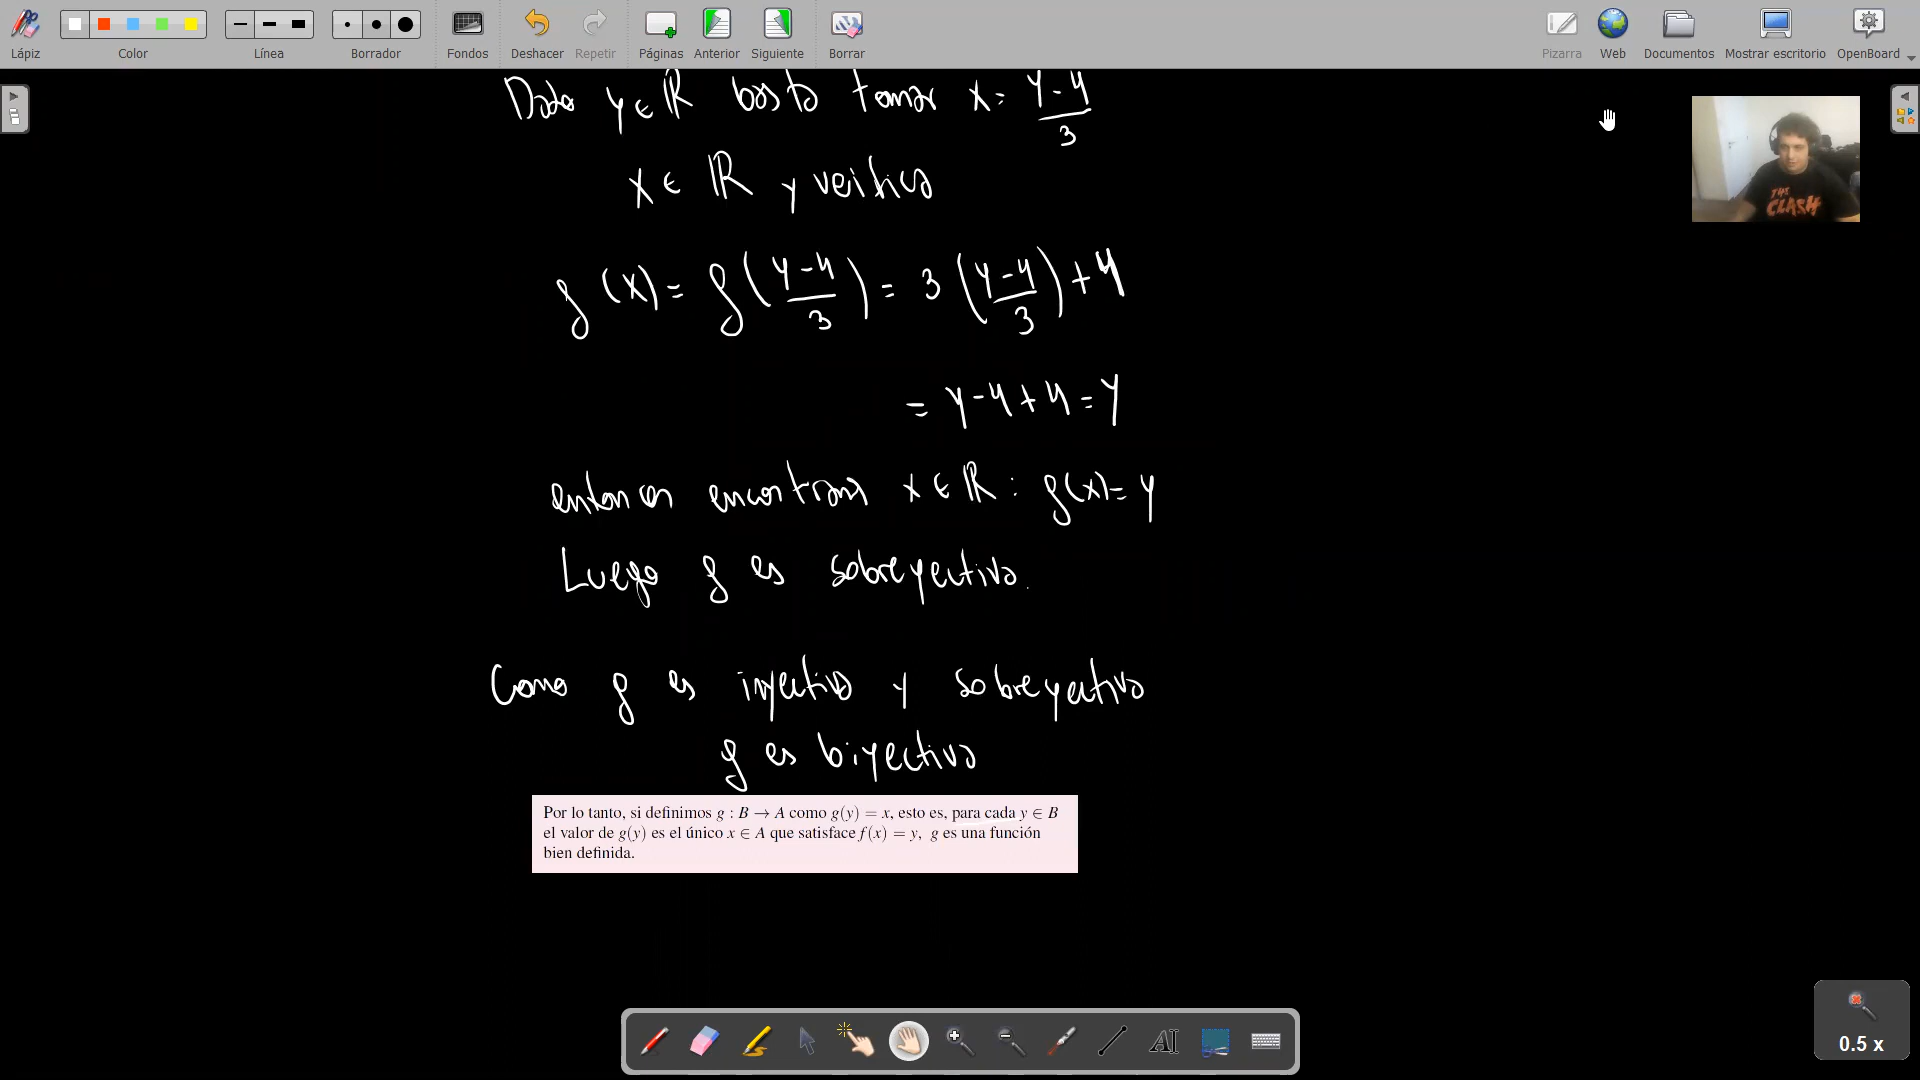 Lápiz Color Línea Borrador Fondos Deshacer Repetir Páginas Anterior Siguiente Borrar Pizarra Web Documentos Mostrar escritorio OpenBoard
Dado y ∈ ℝ basta tomar x = (y-4)/3
x ∈ ℝ y verifica
THE CLASH
f(x) = f((y-4)/3) = 3((y-4)/3) + 4
= y-4+4 = y
entonces encontramos x ∈ ℝ : f(x) = y
Luego f es sobreyectiva.
Como f es inyectiva y sobreyectiva
f es biyectiva
Por lo tanto, si definimos g : B → A como g(y) = x, esto es, para cada y ∈ B
el valor de g(y) es el único x ∈ A que satisface f(x) = y, g es una función
bien definida.
0.5 x